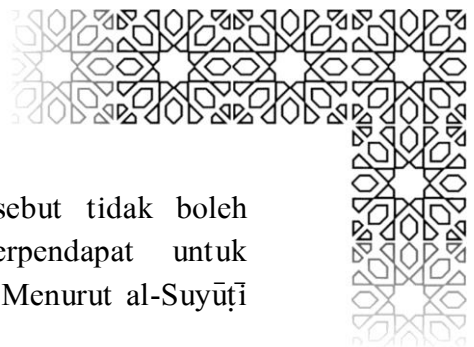 sebut tidak boleh
erpendapat untuk
Menurut al-Suyūṭī